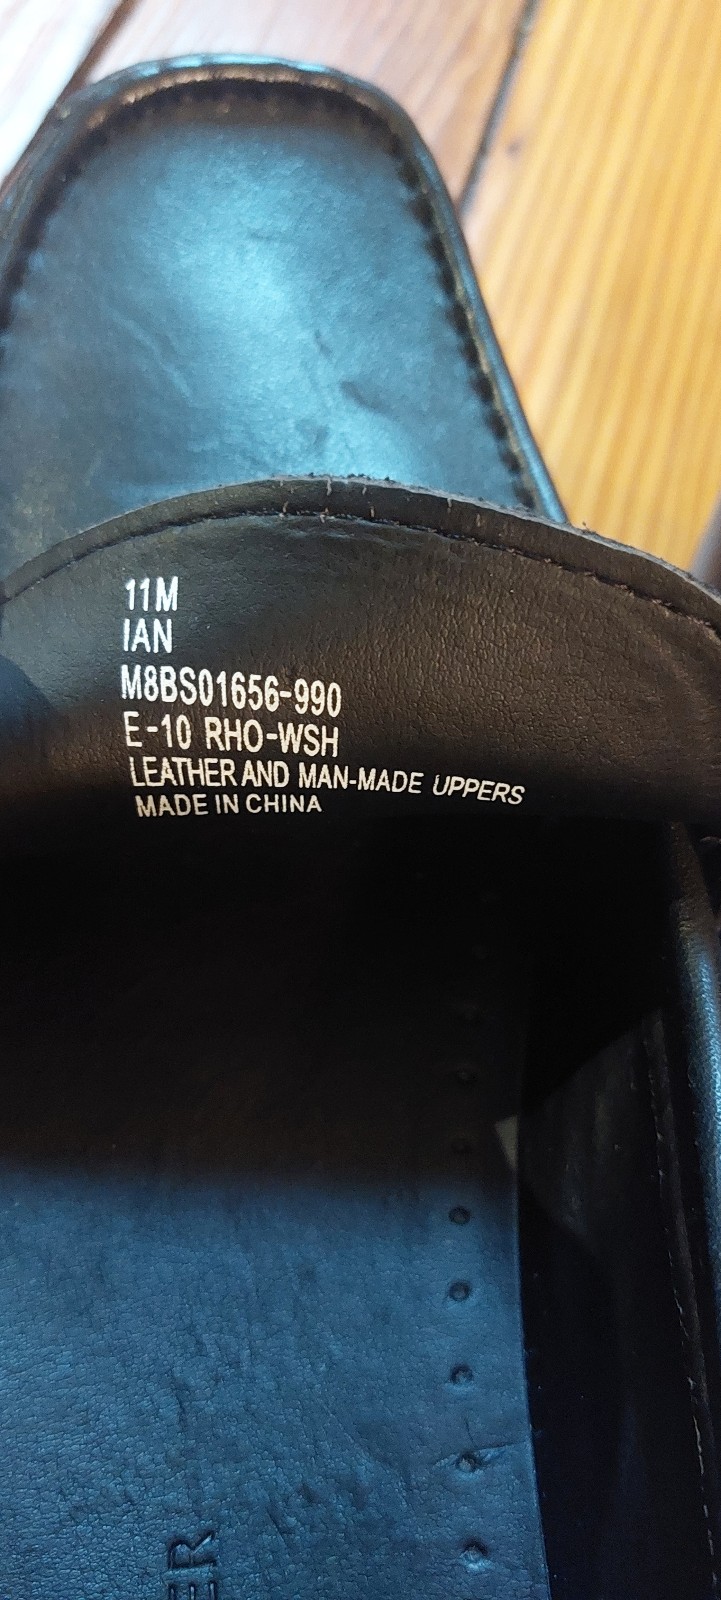 11M
IAN
M8BS01656-990
E-10 RHO-WSH
LEATHER AND MAN-MADE UPPERS
MADE IN CHINA